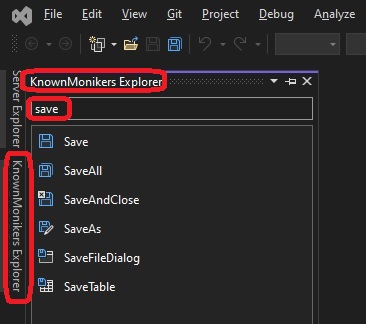 File Edit View Git Project Debug Analyze
Server Explorer
KnownMonikers Explorer
KnownMonikers Explorer
save
Save
SaveAll
SaveAndClose
SaveAs
SaveFileDialog
SaveTable